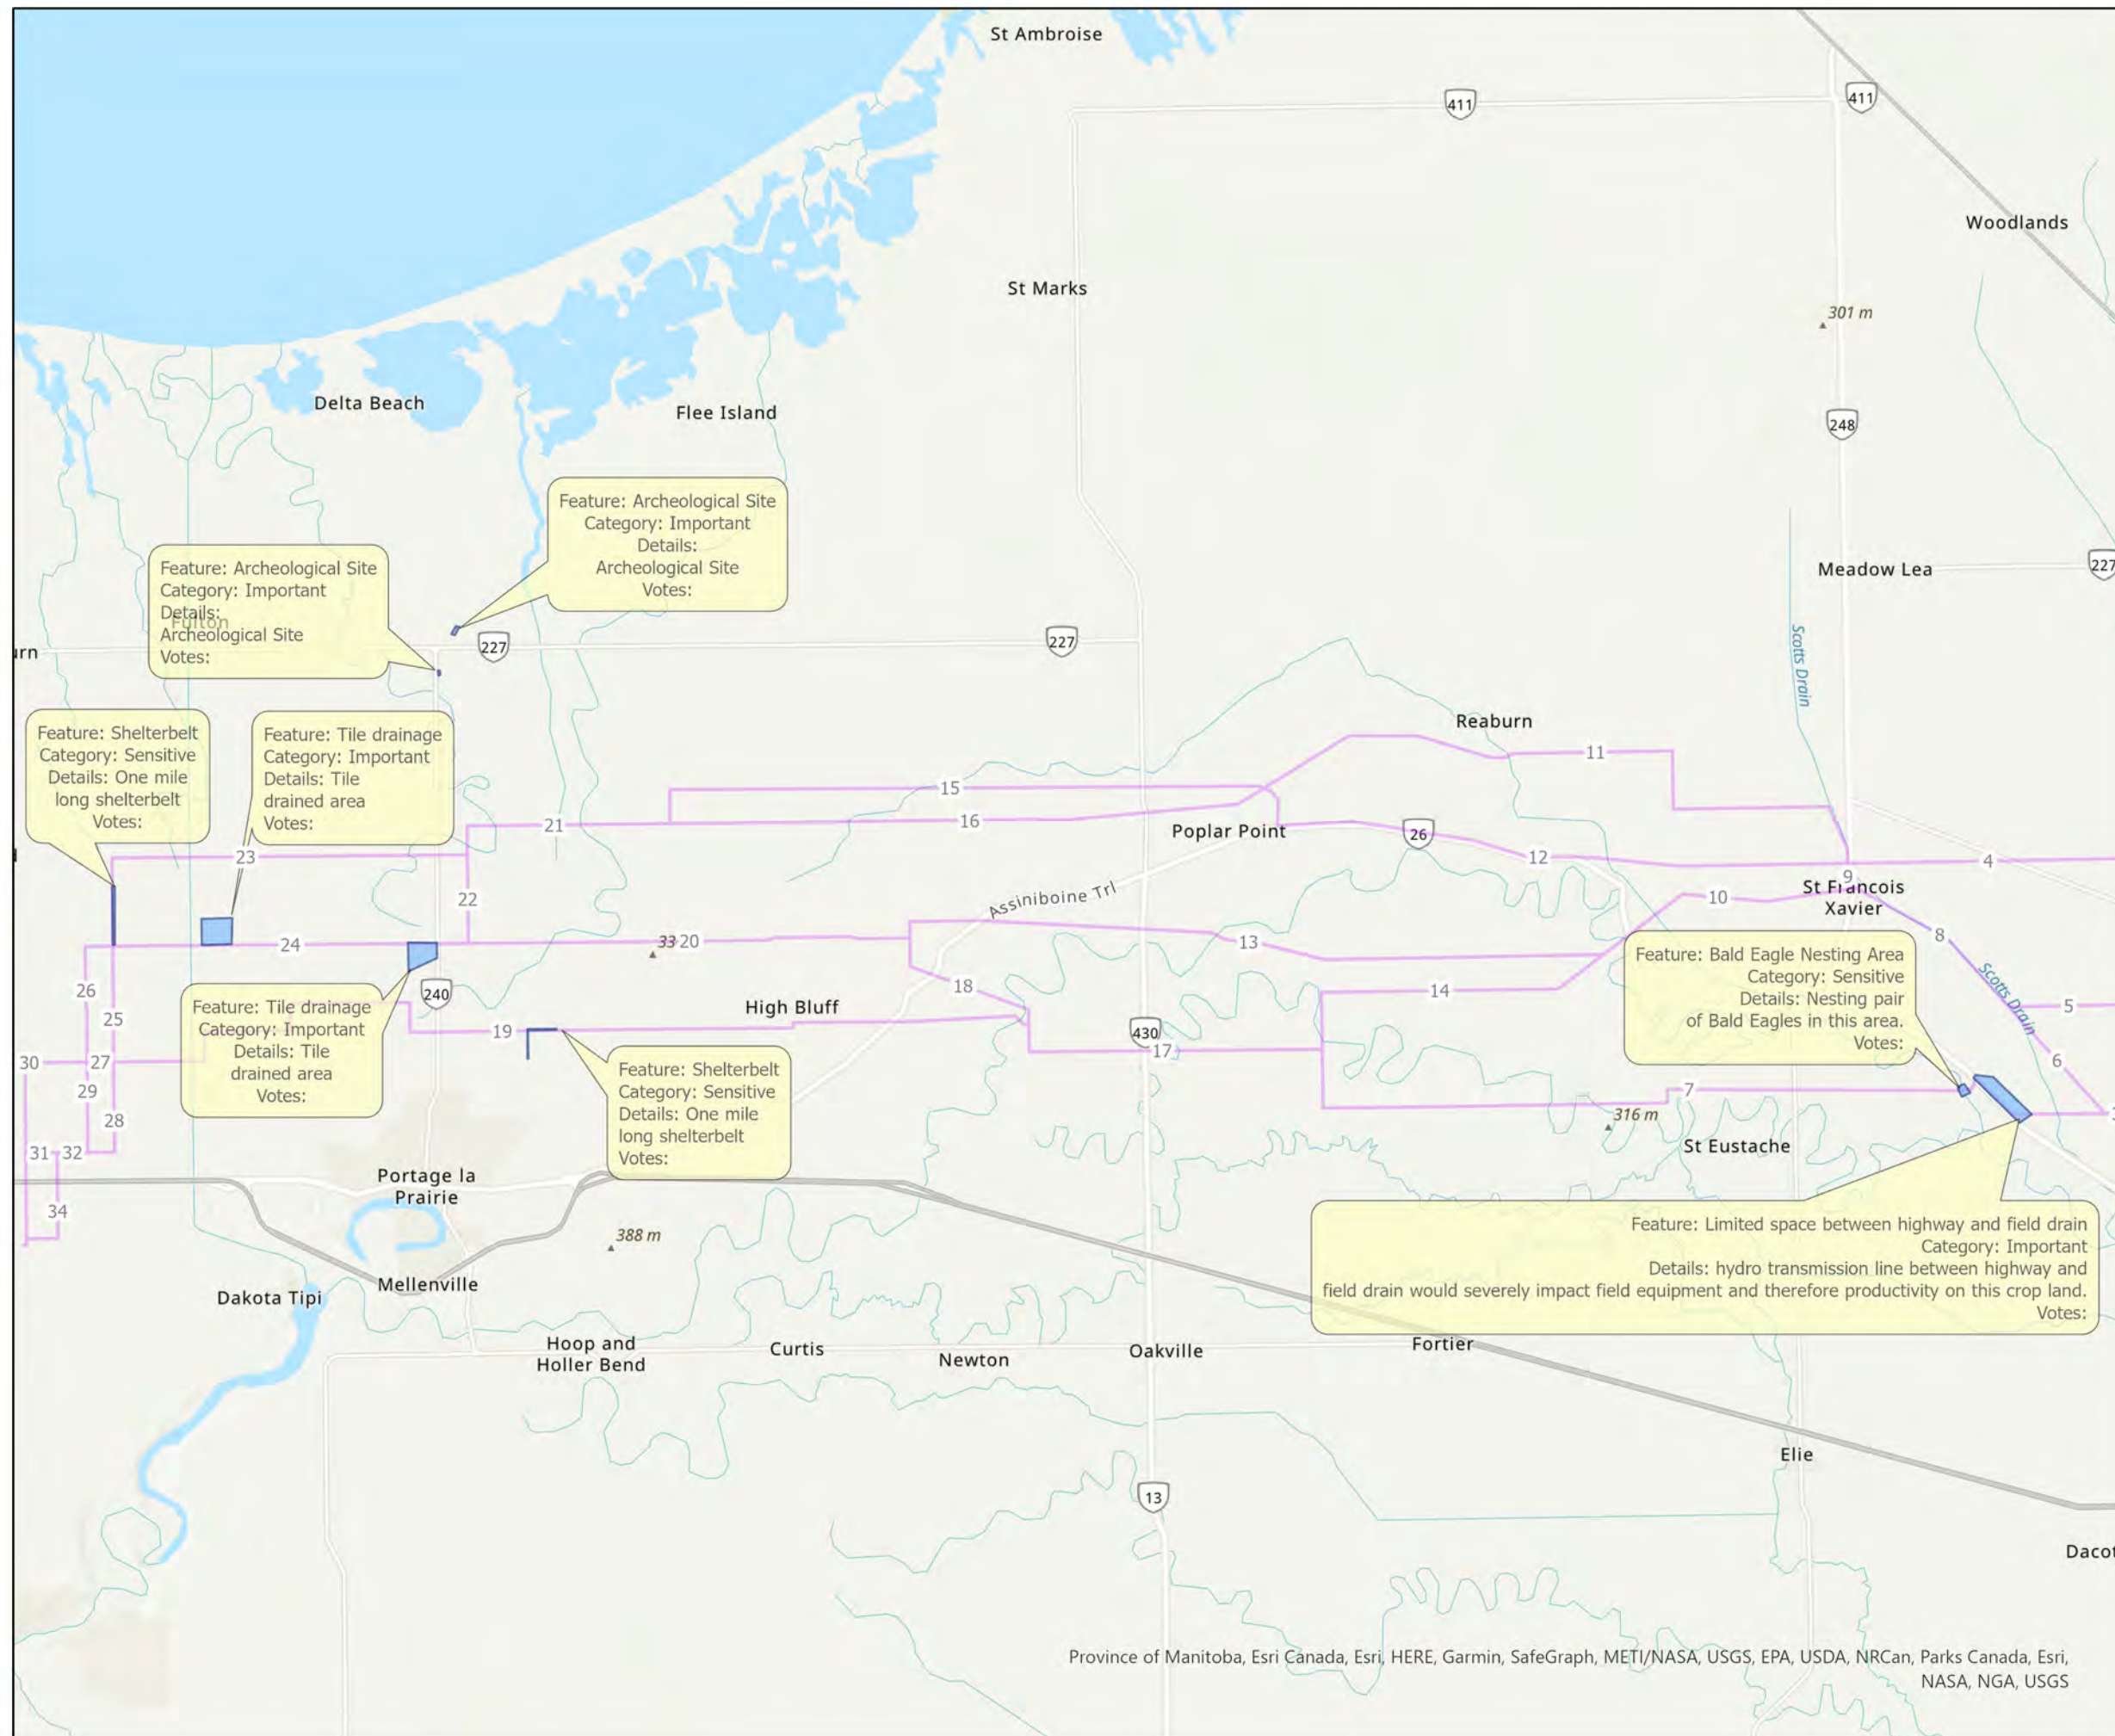 St Ambroise
411
411
Woodlands
St Marks
301 m
248
Delta Beach
Flee Island
Feature: Archeological Site
Category: Important
Details:
Archeological Site
Votes:
Feature: Archeological Site
Category: Important
Details:
Archeological Site
Votes:
Fulton
Meadow Lea
227
227
227
urn
Scotts Drain
Feature: Shelterbelt
Category: Sensitive
Details: One mile
long shelterbelt
Votes:
Feature: Tile drainage
Category: Important
Details: Tile
drained area
Votes:
Reaburn
11
15
16
21
Poplar Point
26
12
23
4
9
St Francois
Xavier
10
22
Assiniboine Trl
8
24
33
20
13
Feature: Bald Eagle Nesting Area
Category: Sensitive
Details: Nesting pair
of Bald Eagles in this area.
Votes:
Scotts Drain
26
240
18
14
5
High Bluff
Feature: Tile drainage
Category: Important
Details: Tile
drained area
Votes:
25
19
430
17
30
27
6
29
7
Feature: Shelterbelt
Category: Sensitive
Details: One mile
long shelterbelt
Votes:
28
316 m
31
32
St Eustache
Portage la
Prairie
34
388 m
Feature: Limited space between highway and field drain
Category: Important
Details: hydro transmission line between highway and
field drain would severely impact field equipment and therefore productivity on this crop land.
Votes:
Mellenville
Dakota Tipi
Hoop and
Holler Bend
Curtis
Newton
Oakville
Fortier
Elie
13
Dacot
Province of Manitoba, Esri Canada, Esri, HERE, Garmin, SafeGraph, METI/NASA, USGS, EPA, USDA, NRCan, Parks Canada, Esri,
NASA, NGA, USGS